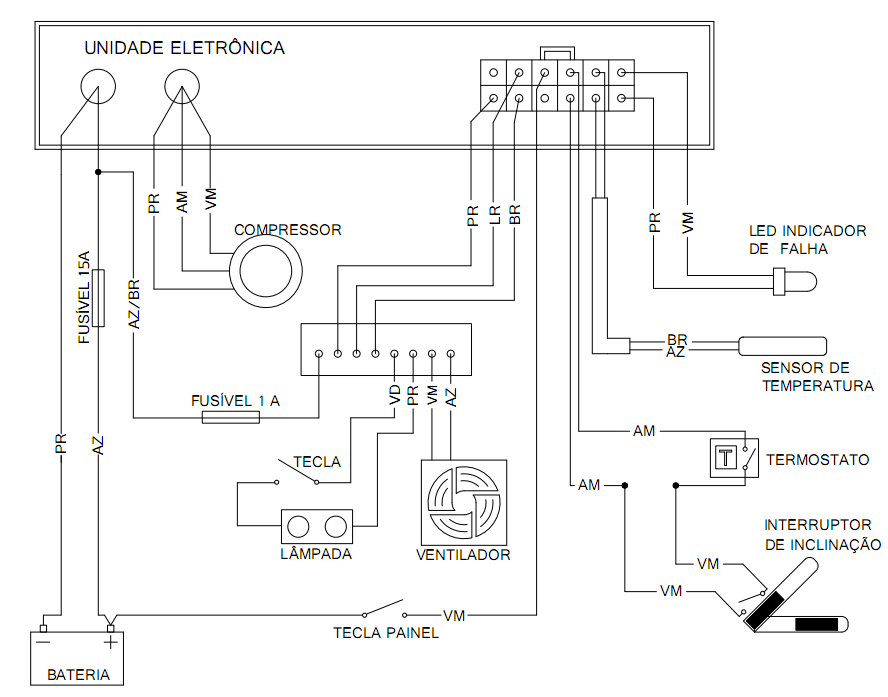 UNIDADE ELETRÔNICA
PR
AM
VM
COMPRESSOR
PR
LR
BR
PR
VM
LED INDICADOR
DE FALHA
FUSÍVEL 15A
AZ/BR
BR
AZ
SENSOR DE
TEMPERATURA
FUSÍVEL 1 A
VD
PR
VM
AZ
PR
AZ
AM
T
TERMOSTATO
TECLA
AM
LÂMPADA
VENTILADOR
INTERRUPTOR
DE INCLINAÇÃO
VM
VM
VM
TECLA PAINEL
BATERIA
− +